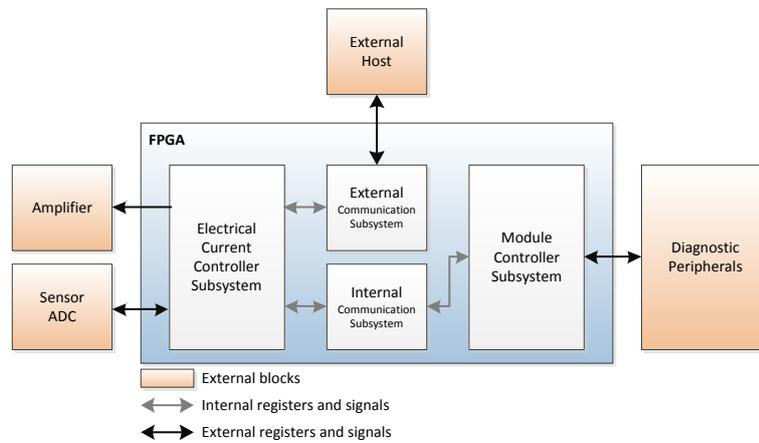 External
Host
FPGA
Amplifier
Sensor
ADC
Electrical
Current
Controller
Subsystem
External
Communication
Subsystem
Internal
Communication
Subsystem
Module
Controller
Subsystem
Diagnostic
Peripherals
External blocks
Internal registers and signals
External registers and signals